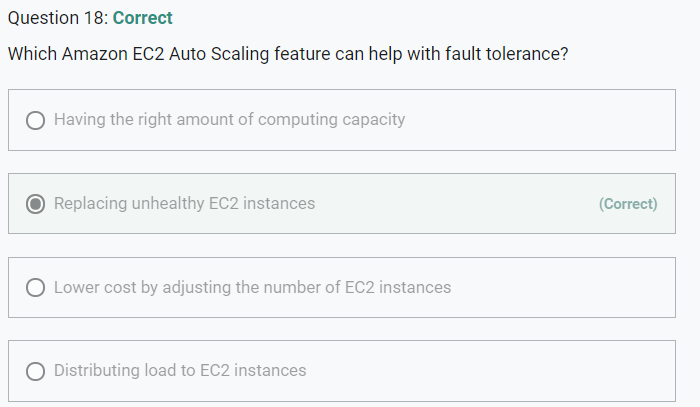 Question 18: Correct
Which Amazon EC2 Auto Scaling feature can help with fault tolerance?
Having the right amount of computing capacity
Replacing unhealthy EC2 instances (Correct)
Lower cost by adjusting the number of EC2 instances
Distributing load to EC2 instances